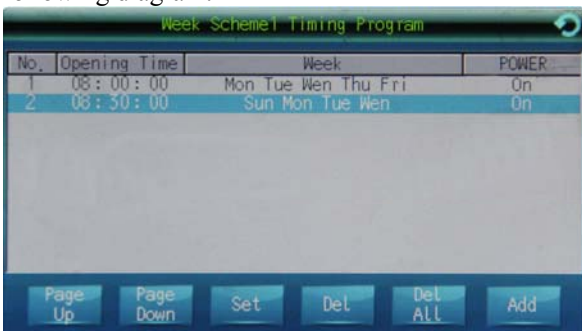 Week Scheme1 Timing Program
No. Opening Time Week POWER
1 08:00:00 Mon Tue Wen Thu Fri On
2 08:30:00 Sun Mon Tue Wen On
Page Up Page Down Set Del Del All Add